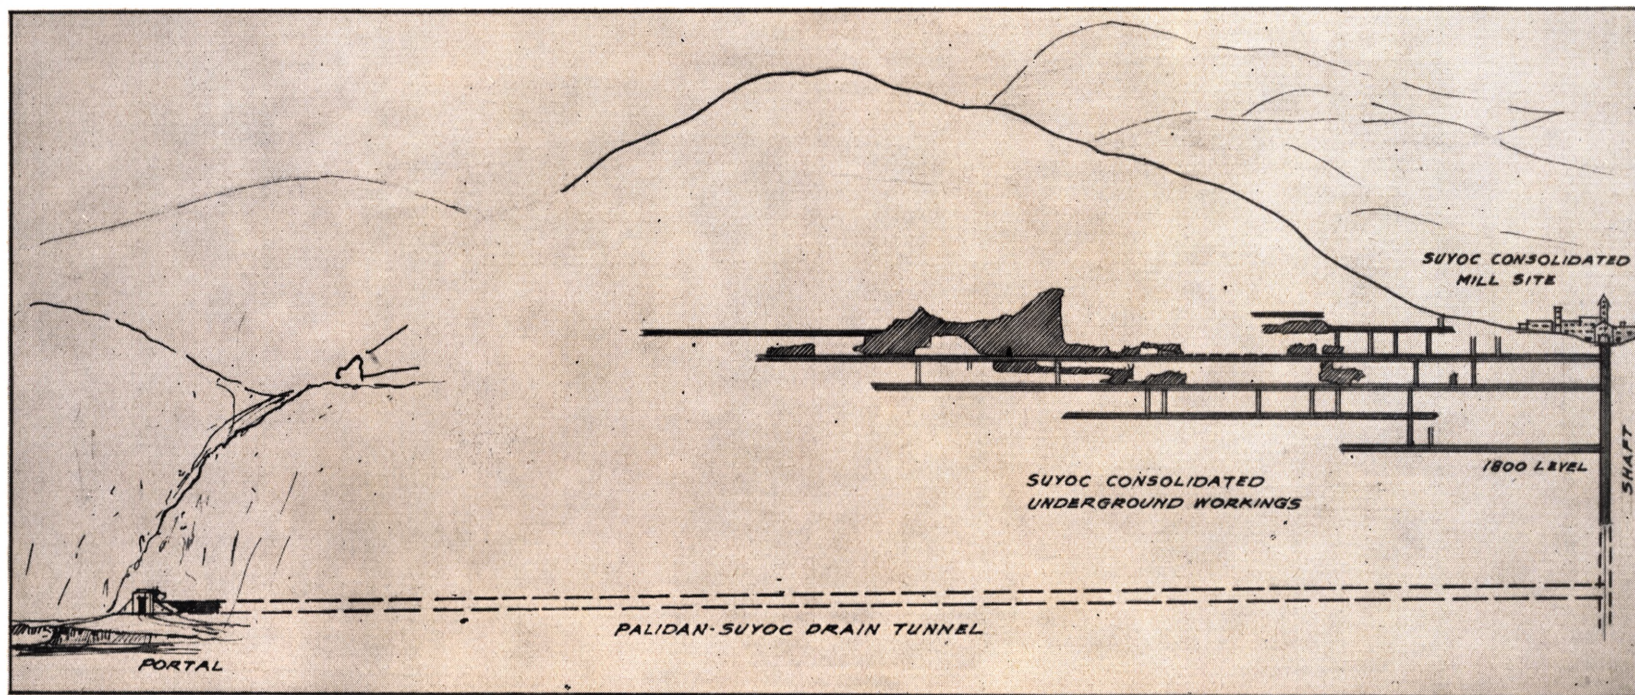 SUYOC CONSOLIDATED
MILL SITE
1800 LEVEL
SHAFT
SUYOC CONSOLIDATED
UNDERGROUND WORKINGS
PALIDAN-SUYOC DRAIN TUNNEL
PORTAL